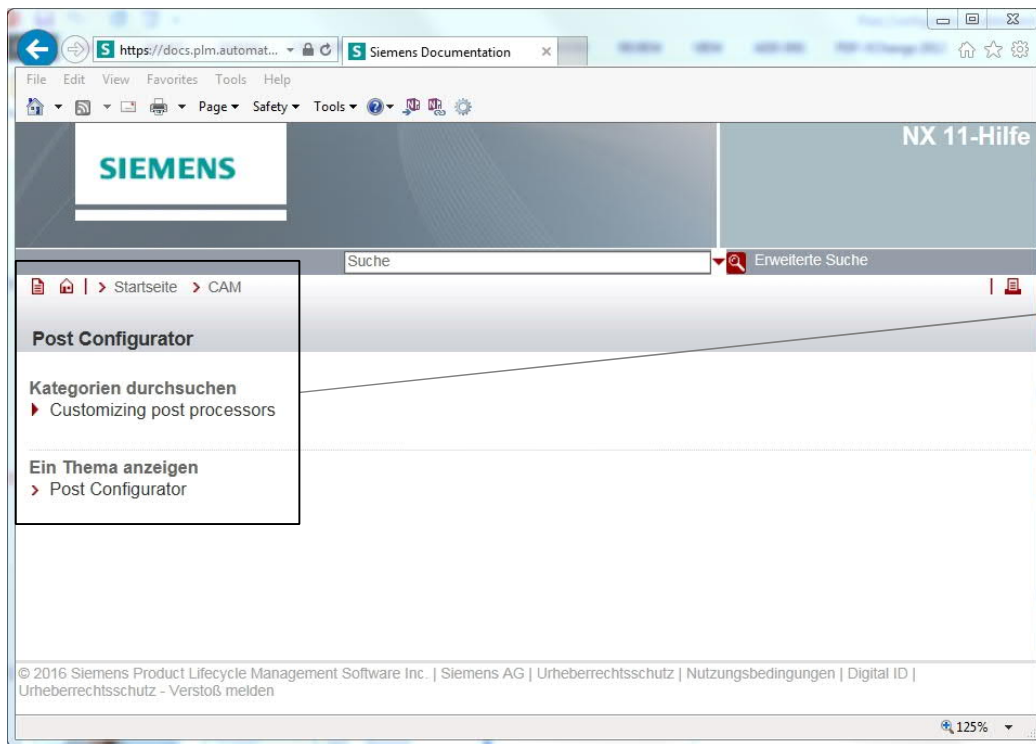 https://docs.plm.automat...
S Siemens Documentation
File Edit View Favorites Tools Help
Page Safety Tools
NX 11-Hilfe
SIEMENS
Suche
Erweiterte Suche
Startseite > CAM
Post Configurator
Kategorien durchsuchen
Customizing post processors
Ein Thema anzeigen
> Post Configurator
© 2016 Siemens Product Lifecycle Management Software Inc. | Siemens AG | Urheberrechtsschutz | Nutzungsbedingungen | Digital ID |
Urheberrechtsschutz - Verstoß melden
125%